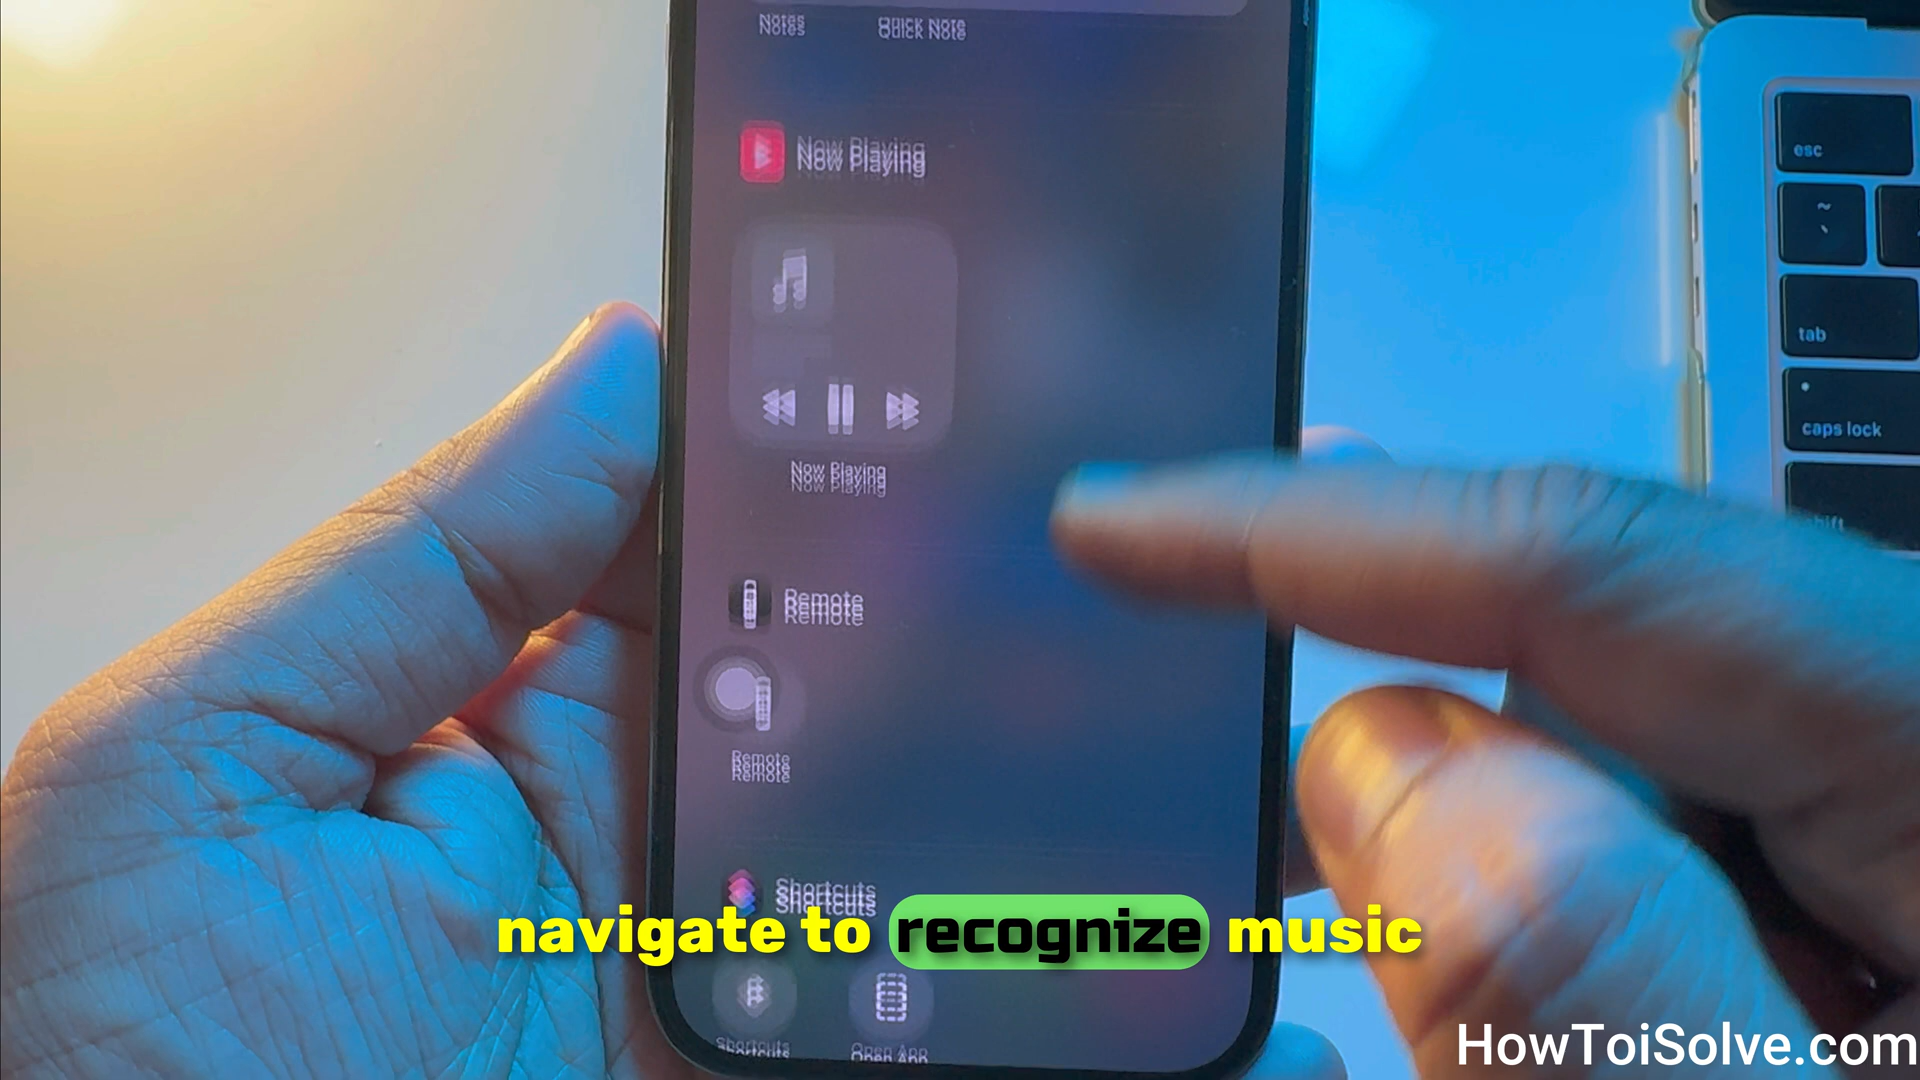 Notes
Quick Note
Now Playing
Now Playing
Remote
Remote
Shortcuts
navigate to recognize music
Shortcuts
Open App
HowToiSolve.com
esc
~
`
tab
caps lock
shift